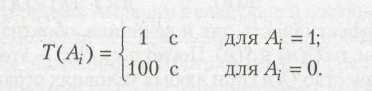 T(Aᵢ) = { 1 с для Aᵢ = 1;
100 с для Aᵢ = 0.